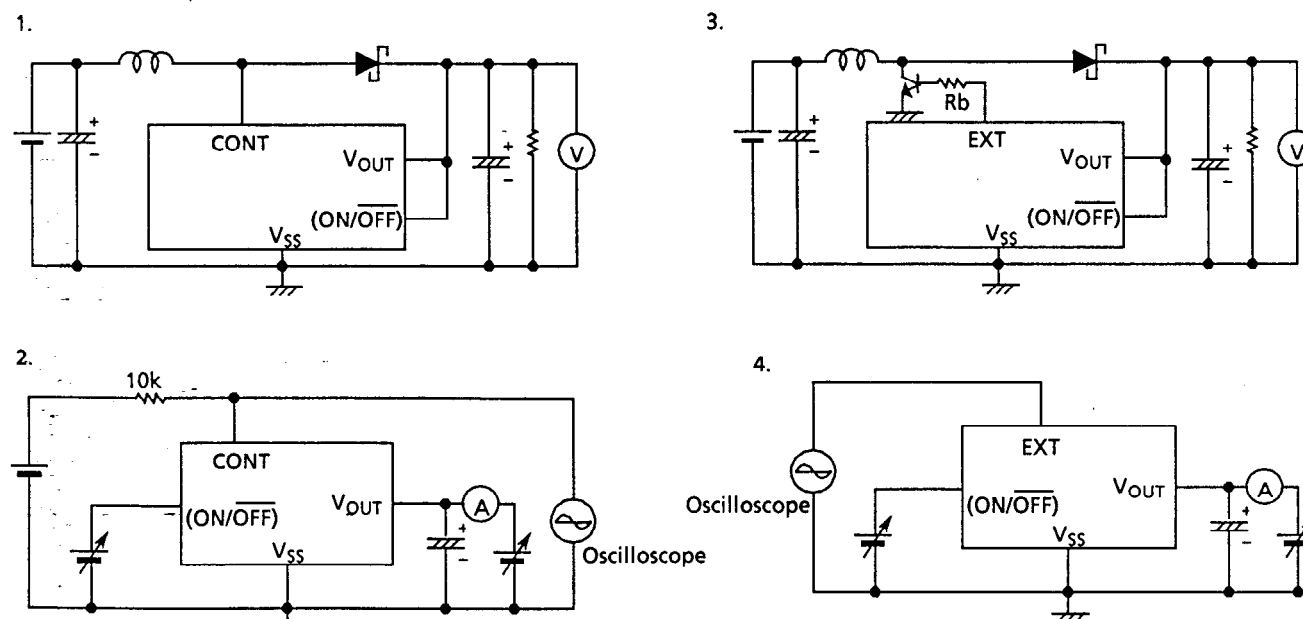 1.
+
−
CONT
VOUT
(ON/OFF)
VSS
+
−
V
3.
+
−
Rb
EXT
VOUT
(ON/OFF)
VSS
+
−
V
2.
10k
CONT
(ON/OFF)
VOUT
VSS
+
−
A
Oscilloscope
4.
Oscilloscope
EXT
(ON/OFF)
VOUT
VSS
+
−
A